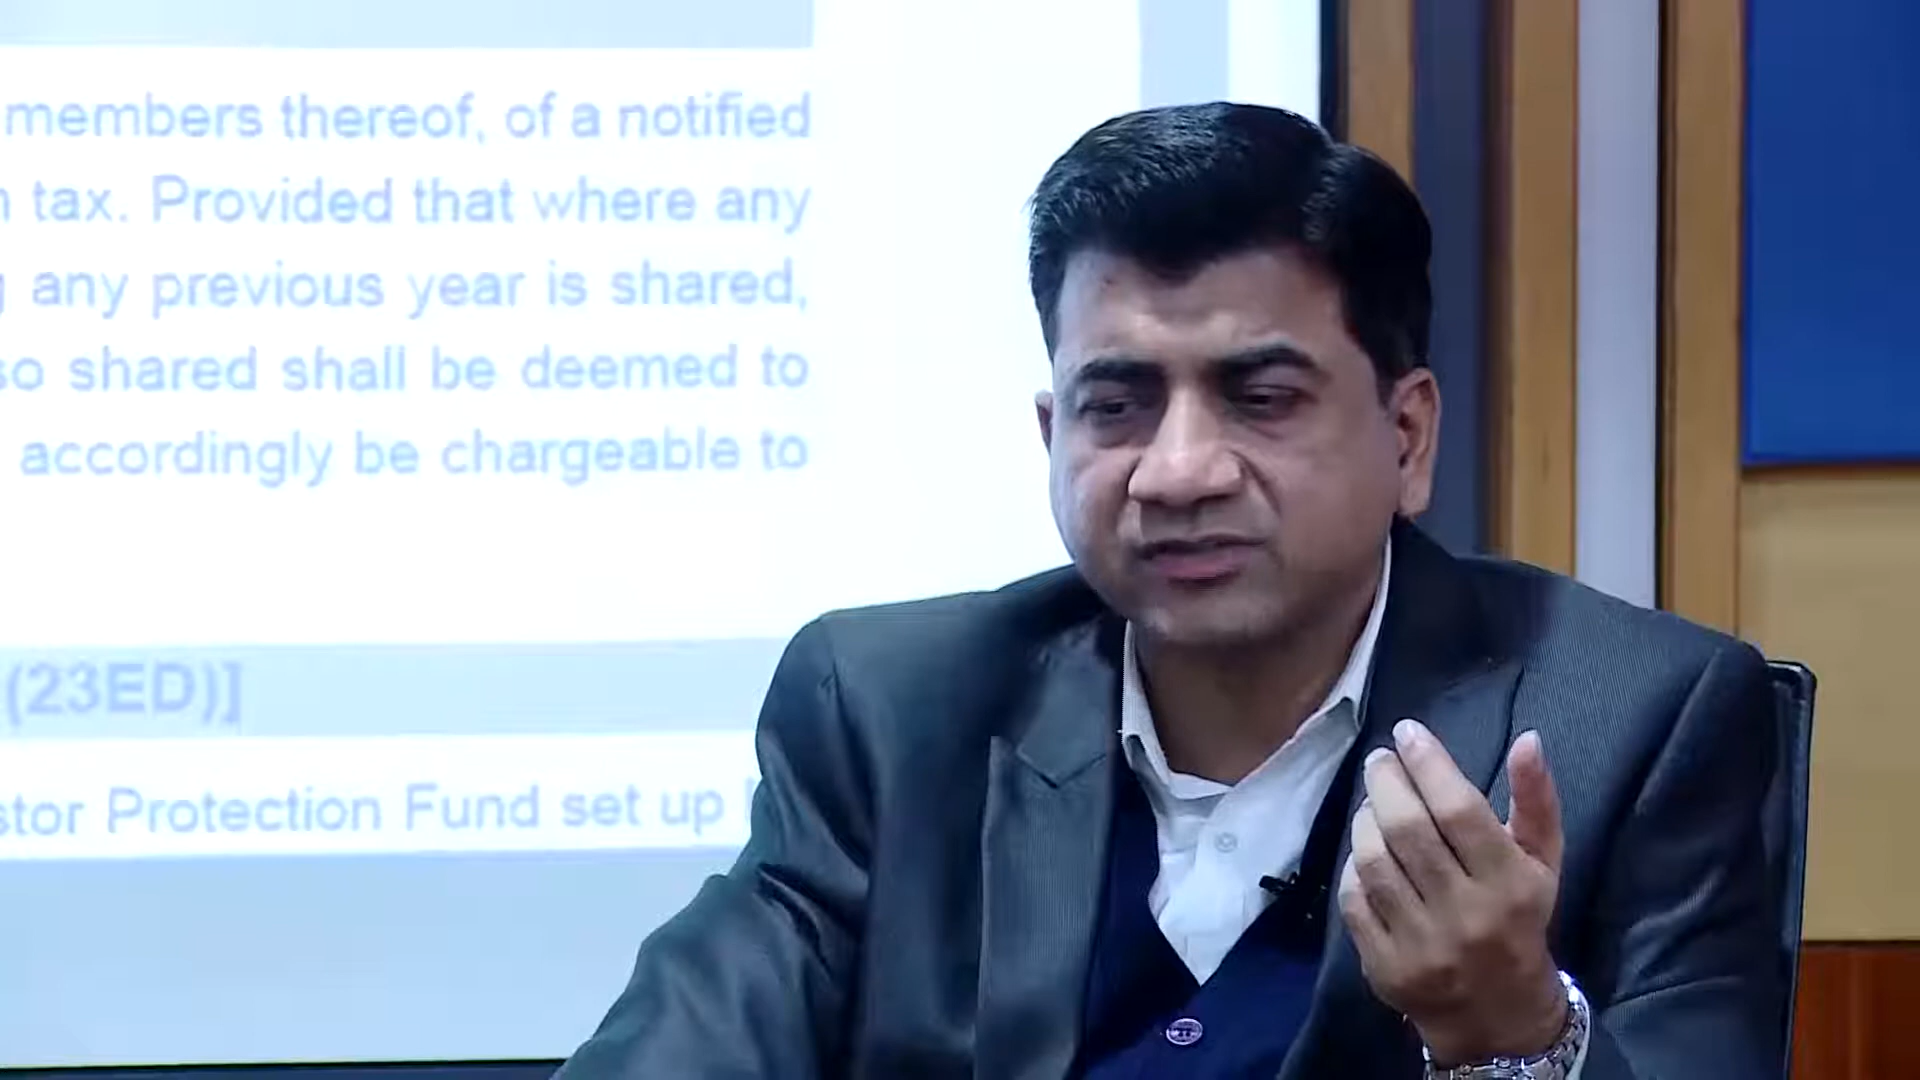 members thereof, of a notified
tax. Provided that where any
any previous year is shared,
so shared shall be deemed to
accordingly be chargeable to
(23ED)]
Protection Fund set up